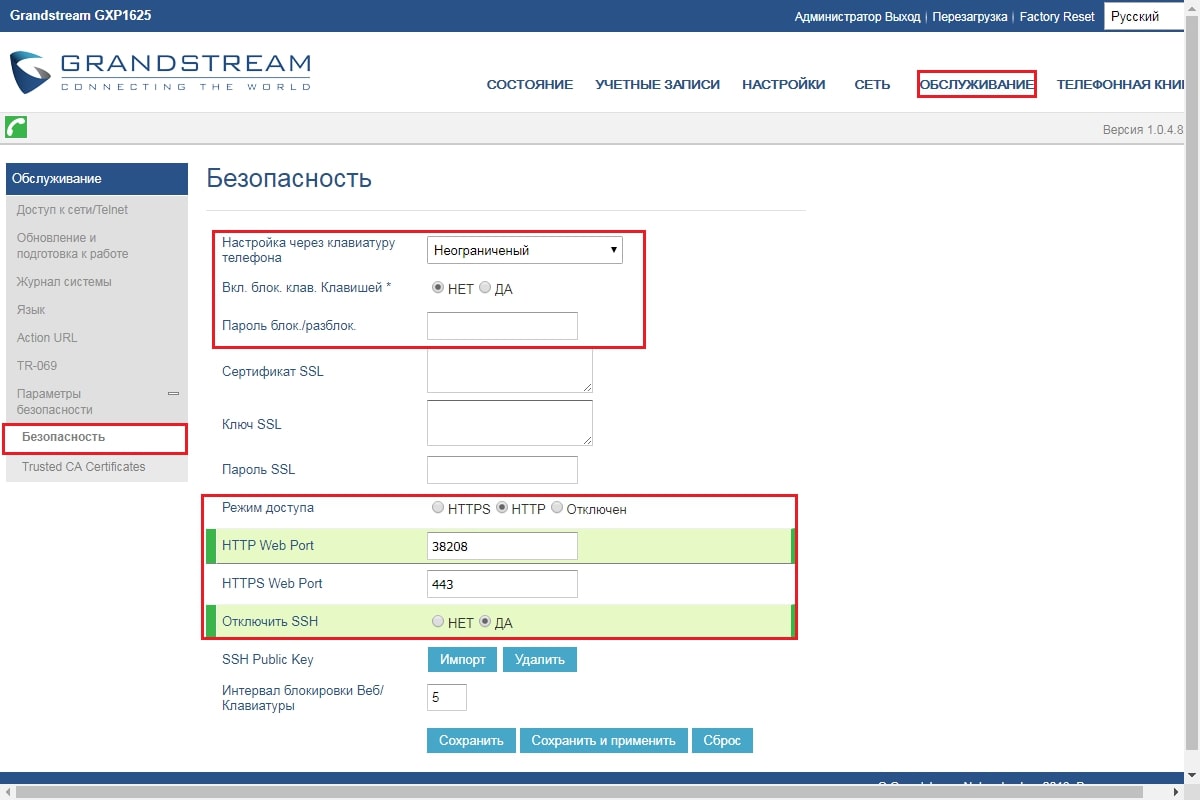 Grandstream GXP1625
Администратор Выход | Перезагрузка | Factory Reset
Русский
GRANDSTREAM
CONNECTING THE WORLD
СОСТОЯНИЕ УЧЕТНЫЕ ЗАПИСИ НАСТРОЙКИ СЕТЬ ОБСЛУЖИВАНИЕ ТЕЛЕФОННАЯ КНИ
Версия 1.0.4.8
Обслуживание
Доступ к сети/Telnet
Обновление и
подготовка к работе
Журнал системы
Язык
Action URL
TR-069
Параметры
безопасности
Безопасность
Trusted CA Certificates
Безопасность
Настройка через клавиатуру
телефона
Неограниченый
Вкл. блок. клав. Клавишей *
НЕТ ДА
Пароль блок./разблок.
Сертификат SSL
Ключ SSL
Пароль SSL
Режим доступа
HTTPS HTTP Отключен
HTTP Web Port
38208
HTTPS Web Port
443
Отключить SSH
НЕТ ДА
SSH Public Key
Импорт Удалить
Интервал блокировки Веб/
Клавиатуры
5
Сохранить Сохранить и применить Сброс